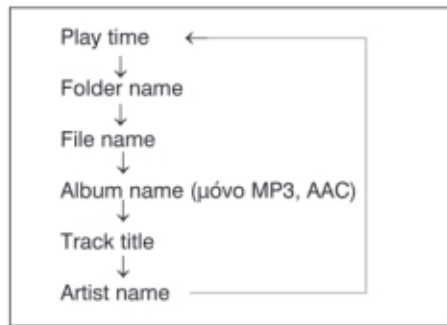 Play time
Folder name
File name
Album name (μόνο MP3, AAC)
Track title
Artist name